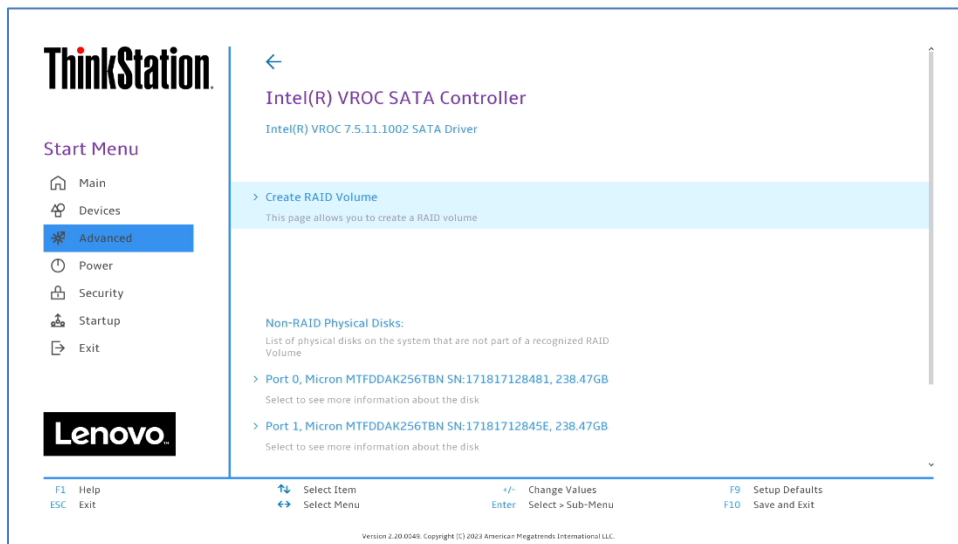 ThinkStation
Start Menu
Main
Devices
Advanced
Power
Security
Startup
Exit
Lenovo
Intel(R) VROC SATA Controller
Intel(R) VROC 7.5.11.1002 SATA Driver
> Create RAID Volume
This page allows you to create a RAID volume
Non-RAID Physical Disks:
List of physical disks on the system that are not part of a recognized RAID
Volume
> Port 0, Micron MTFDDAK256TBN SN:171817128481, 238.47GB
Select to see more information about the disk
> Port 1, Micron MTFDDAK256TBN SN:17181712845E, 238.47GB
Select to see more information about the disk
F1 Help ↑↓ Select Item +/- Change Values F9 Setup Defaults
ESC Exit ↔ Select Menu Enter Select > Sub-Menu F10 Save and Exit
Version 2.20.0049. Copyright (C) 2023 American Megatrends International LLC.